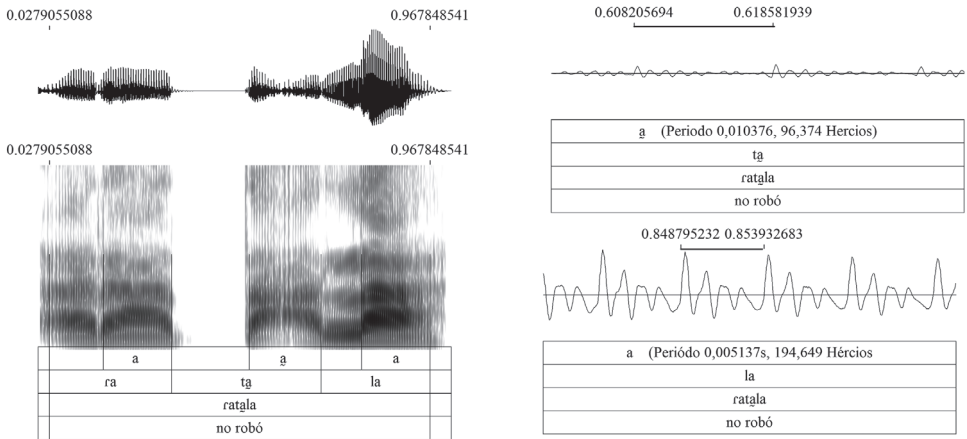 0.0279055088 0.967848541
0.0279055088 0.967848541
a a̰ a
ɾa ta̰ la
ɾata̰la
no robó
0.608205694 0.618581939
a̰ (Periodo 0,010376, 96,374 Hercios)
ta̰
ɾata̰la
no robó
0.848795232 0.853932683
a (Periódo 0,005137s, 194,649 Hércios
la
ɾata̰la
no robó